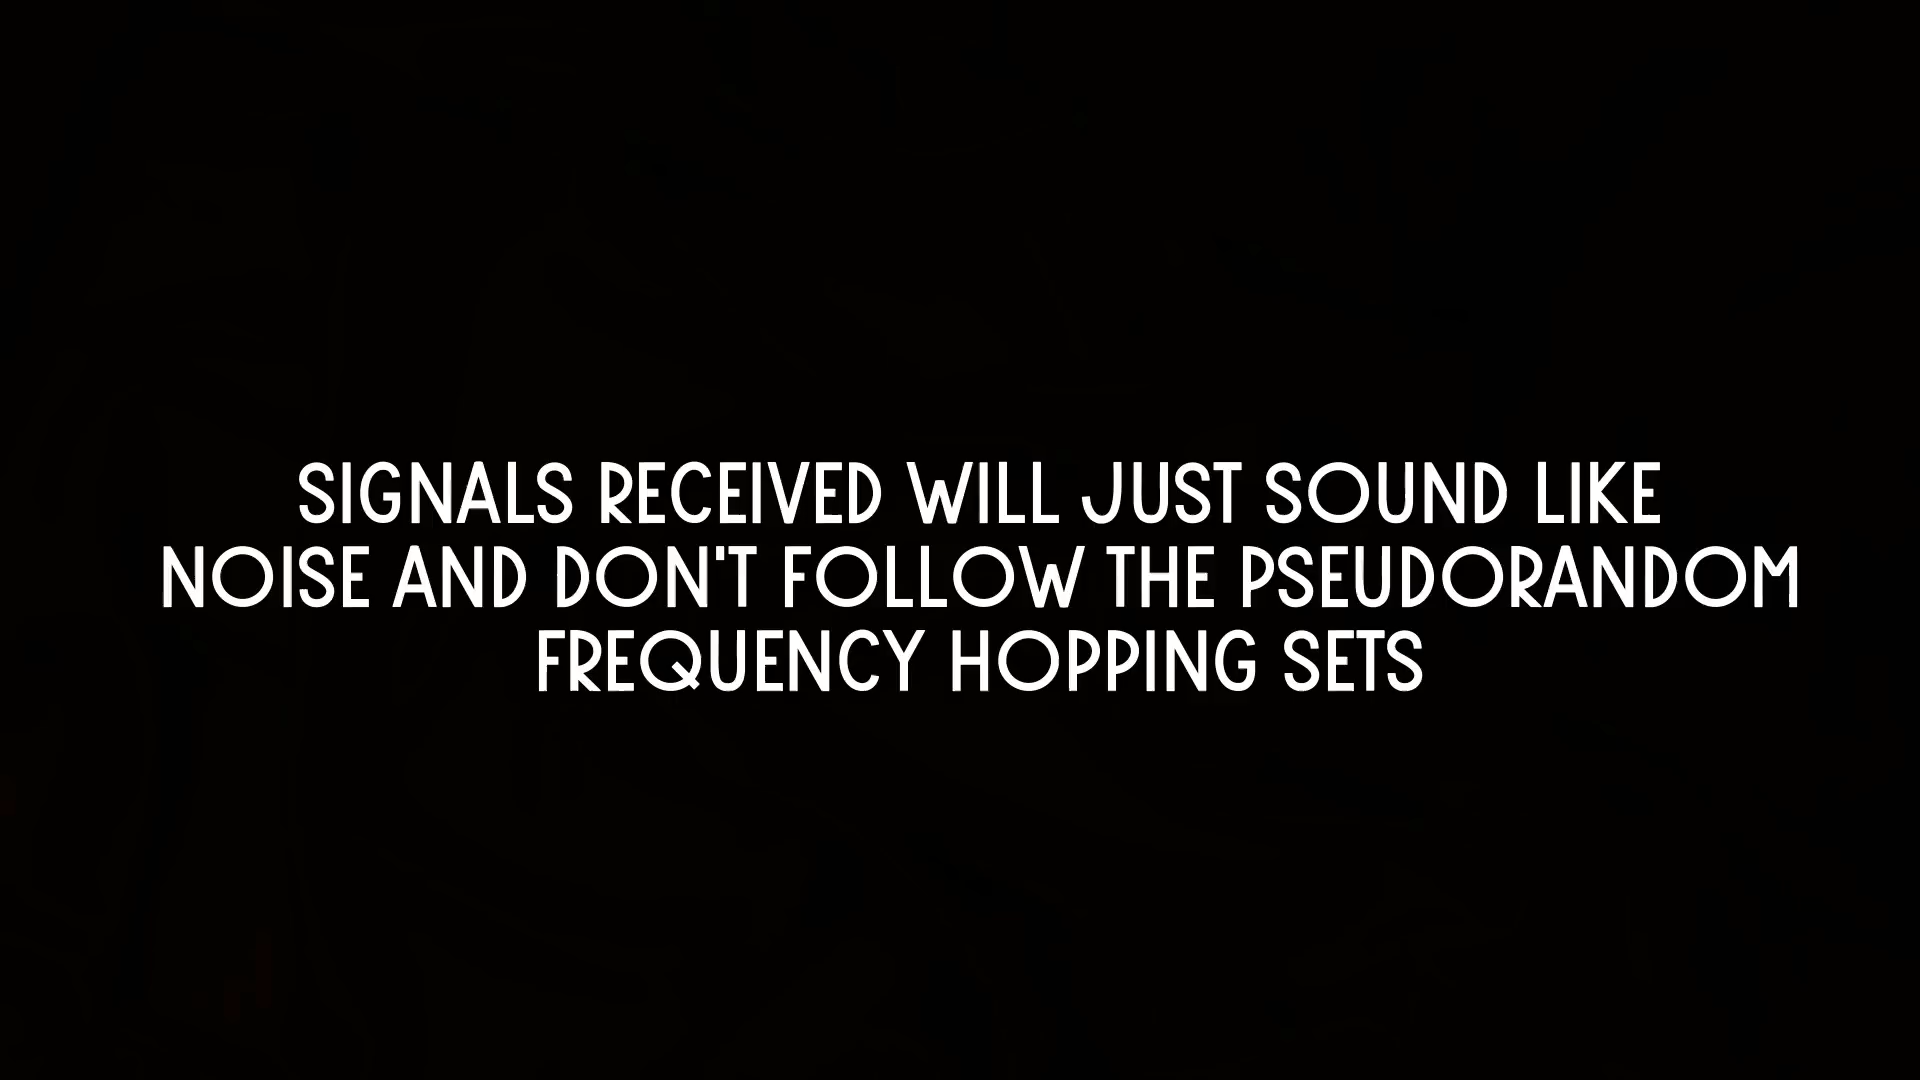 SIGNALS RECEIVED WILL JUST SOUND LIKE
NOISE AND DON'T FOLLOW THE PSEUDORANDOM
FREQUENCY HOPPING SETS